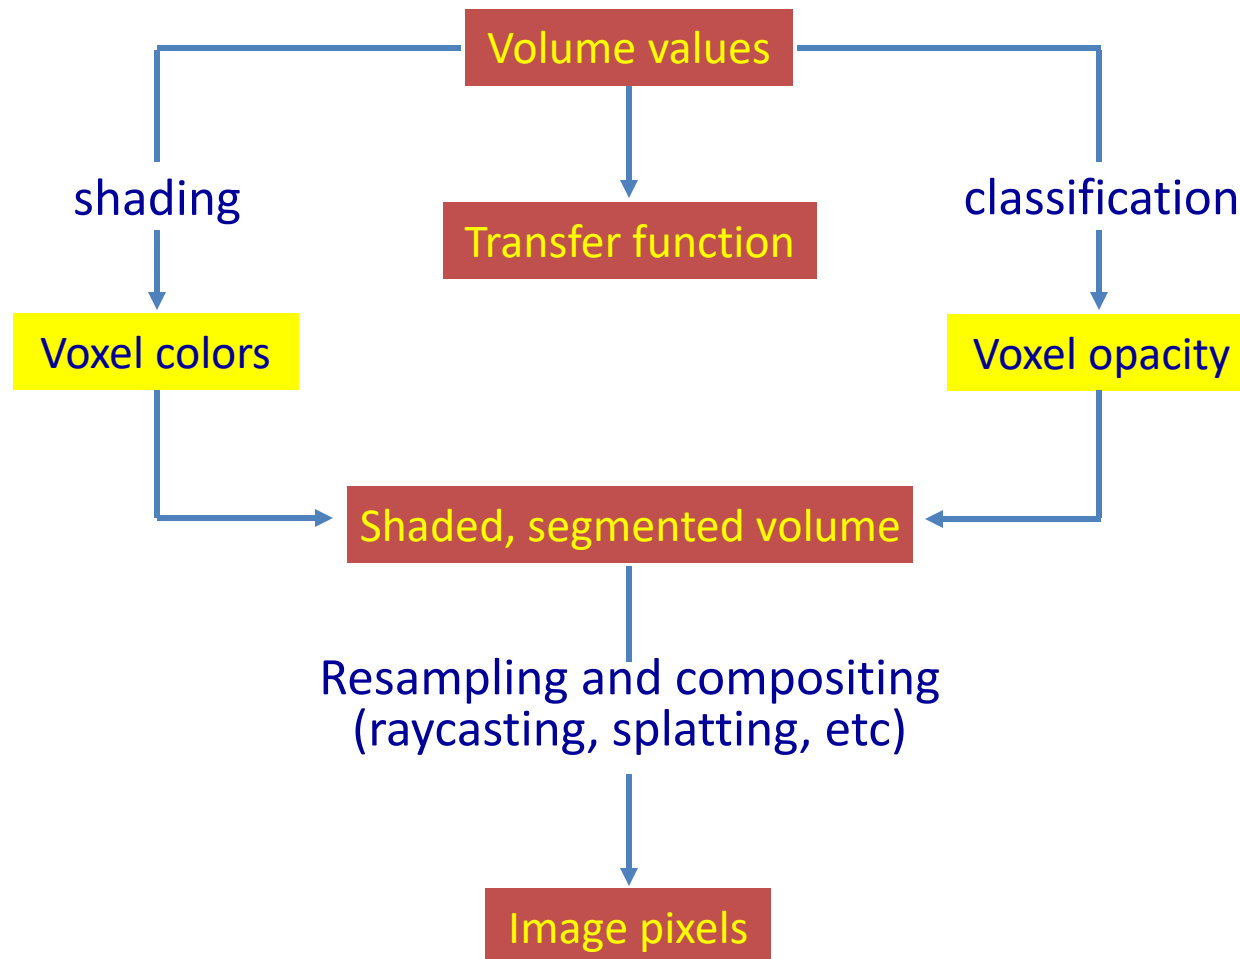 Volume values
shading
classification
Transfer function
Voxel colors
Voxel opacity
Shaded, segmented volume
Resampling and compositing
(raycasting, splatting, etc)
Image pixels